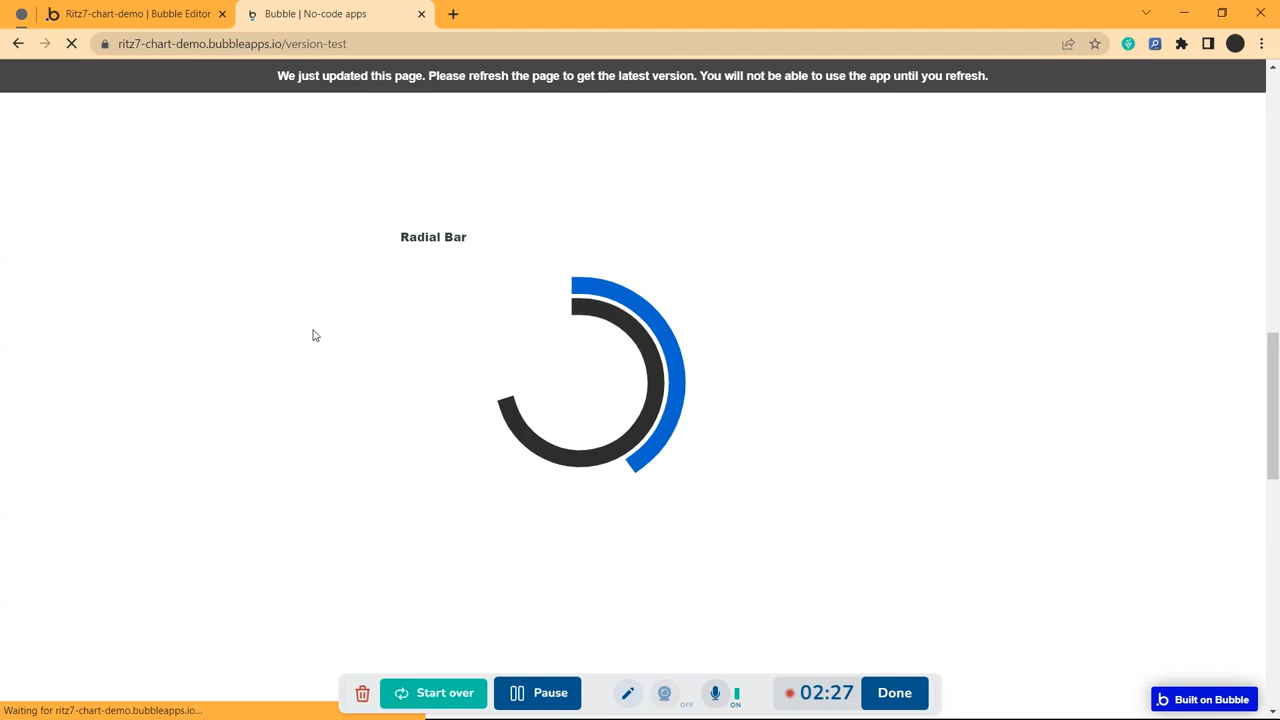 Ritz7-chart-demo | Bubble Editor
Bubble | No-code apps
ritz7-chart-demo.bubbleapps.io/version-test
We just updated this page. Please refresh the page to get the latest version. You will not be able to use the app until you refresh.
Radial Bar
Start over
Pause
OFF
ON
02:27
Done
Built on Bubble
Waiting for ritz7-chart-demo.bubbleapps.io...